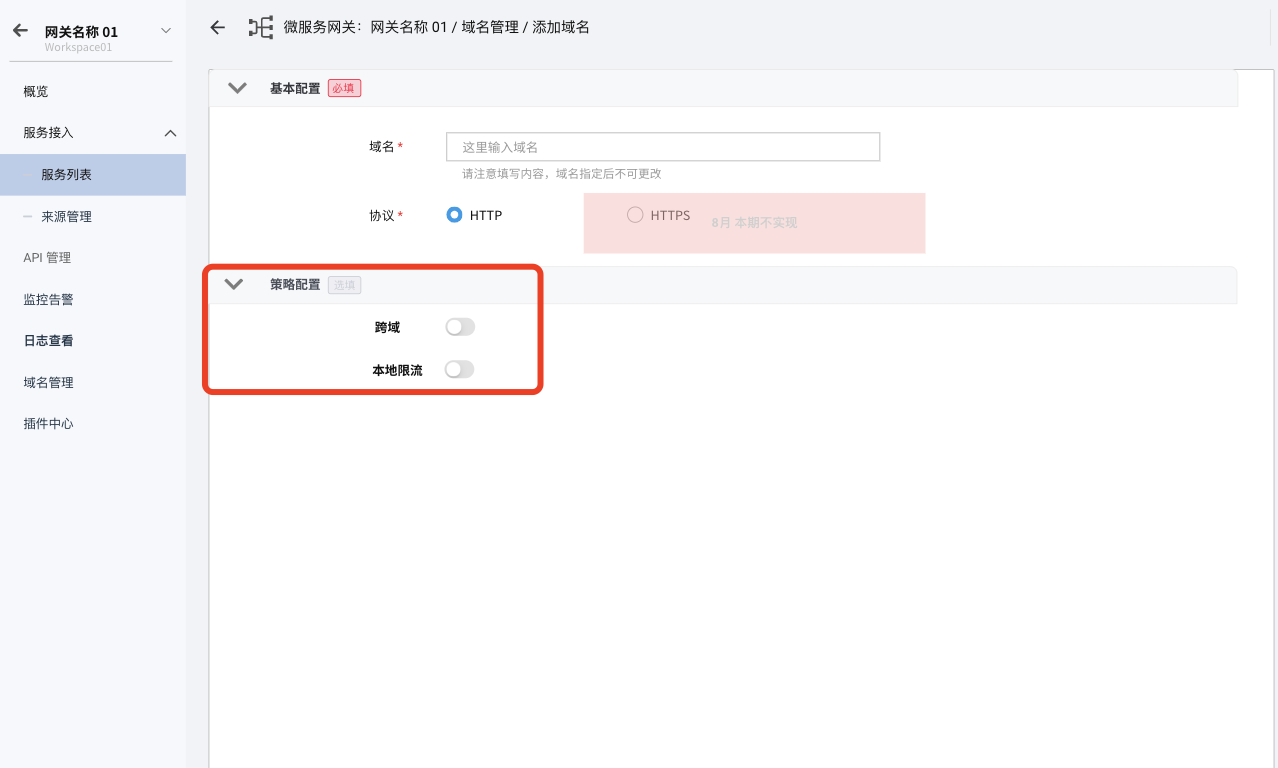 网关名称 01
Workspace01
概览
服务接入
服务列表
来源管理
API 管理
监控告警
日志查看
域名管理
插件中心
微服务网关：网关名称 01 / 域名管理 / 添加域名
基本配置 必填
域名 * 这里输入域名
请注意填写内容，域名指定后不可更改
协议 * HTTP HTTPS 8月 本期不实现
策略配置 选填
跨域
本地限流